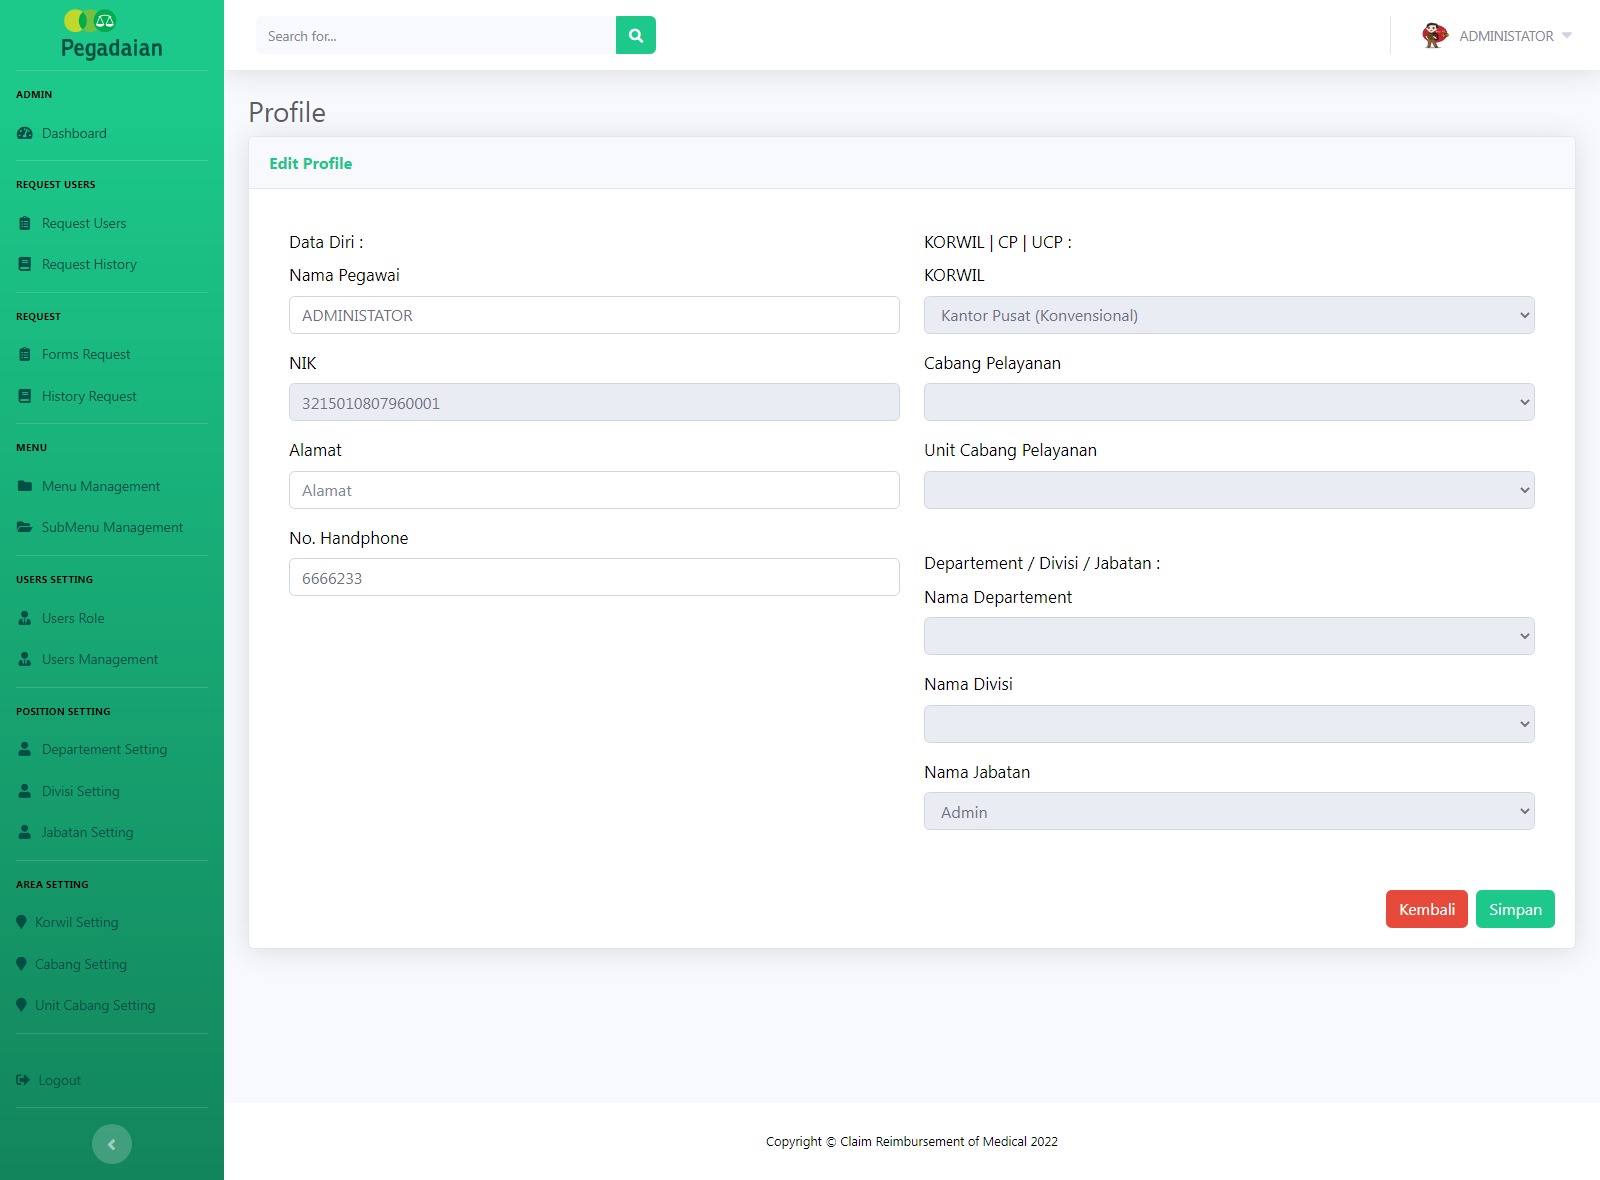 Pegadaian
ADMIN
Dashboard
REQUEST USERS
Request Users
Request History
REQUEST
Forms Request
History Request
MENU
Menu Management
SubMenu Management
USERS SETTING
Users Role
Users Management
POSITION SETTING
Departement Setting
Divisi Setting
Jabatan Setting
AREA SETTING
Korwil Setting
Cabang Setting
Unit Cabang Setting
Logout
Search for...
ADMINISTATOR
Profile
Edit Profile
Data Diri :
Nama Pegawai
ADMINISTATOR
NIK
3215010807960001
Alamat
Alamat
No. Handphone
6666233
KORWIL | CP | UCP :
KORWIL
Kantor Pusat (Konvensional)
Cabang Pelayanan
Unit Cabang Pelayanan
Departement / Divisi / Jabatan :
Nama Departement
Nama Divisi
Nama Jabatan
Admin
Kembali
Simpan
Copyright © Claim Reimbursement of Medical 2022